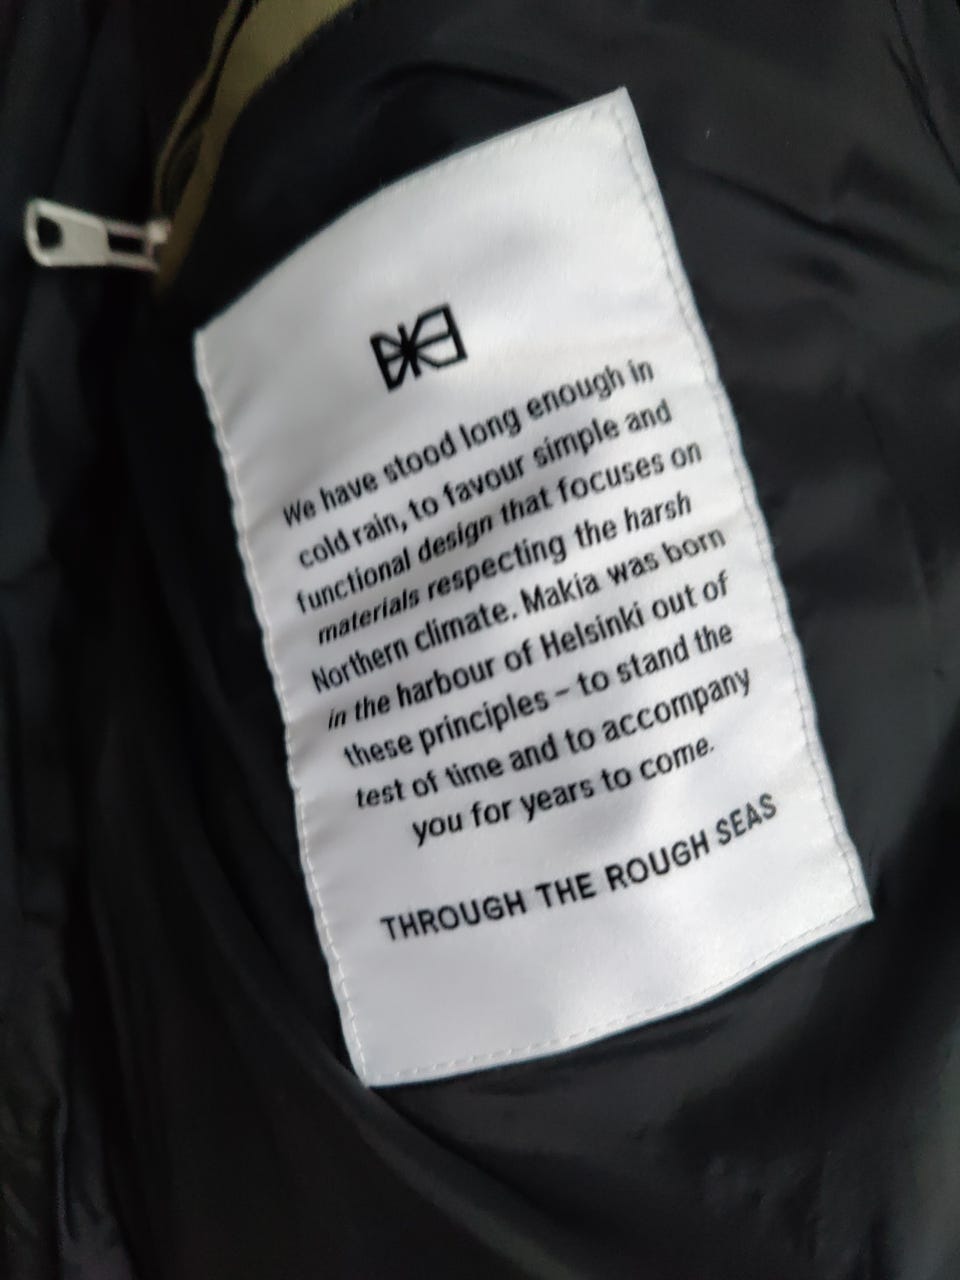 We have stood long enough in
cold rain, to favour simple and
functional design that focuses on
materials respecting the harsh
Northern climate. Makia was born
in the harbour of Helsinki out of
these principles – to stand the
test of time and to accompany
you for years to come.
THROUGH THE ROUGH SEAS